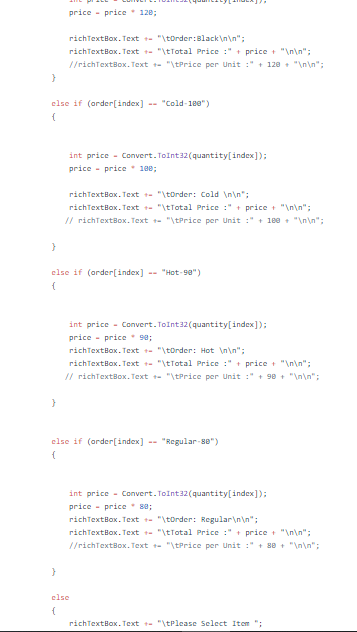 int price = Convert.ToInt32(quantity[index]);
price = price * 120;
richTextBox.Text += "\tOrder:Black\n\n";
richTextBox.Text += "\tTotal Price :" + price + "\n\n";
//richTextBox.Text += "\tPrice per Unit :" + 120 + "\n\n";
}
else if (order[index] == "Cold-100")
{
int price = Convert.ToInt32(quantity[index]);
price = price * 100;
richTextBox.Text += "\tOrder: Cold \n\n";
richTextBox.Text += "\tTotal Price :" + price + "\n\n";
// richTextBox.Text += "\tPrice per Unit :" + 100 + "\n\n";
}
else if (order[index] == "Hot-90")
{
int price = Convert.ToInt32(quantity[index]);
price = price * 90;
richTextBox.Text += "\tOrder: Hot \n\n";
richTextBox.Text += "\tTotal Price :" + price + "\n\n";
// richTextBox.Text += "\tPrice per Unit :" + 90 + "\n\n";
}
else if (order[index] == "Regular-80")
{
int price = Convert.ToInt32(quantity[index]);
price = price * 80;
richTextBox.Text += "\tOrder: Regular\n\n";
richTextBox.Text += "\tTotal Price :" + price + "\n\n";
//richTextBox.Text += "\tPrice per Unit :" + 80 + "\n\n";
}
else
{
richTextBox.Text += "\tPlease Select Item ";